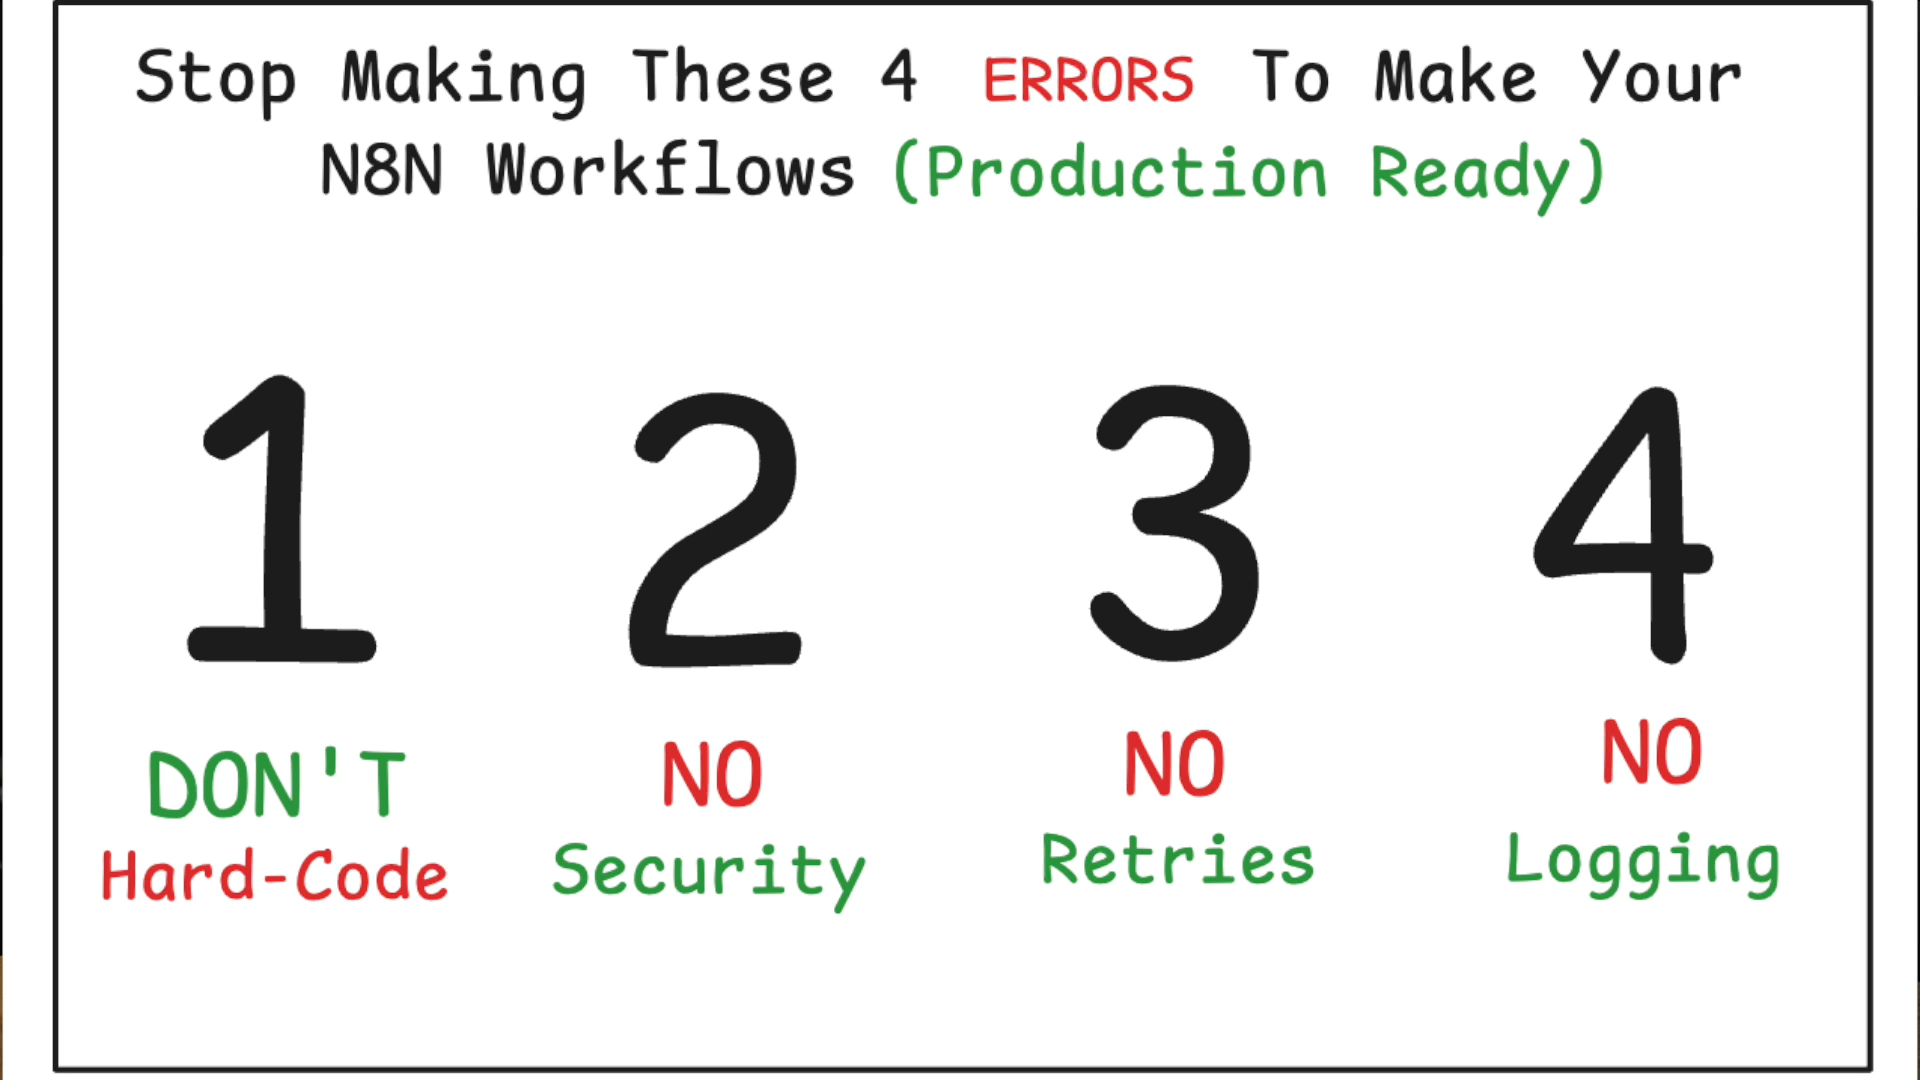 Stop Making These 4 ERRORS To Make Your
N8N Workflows (Production Ready)
1
2
3
4
DON'T
Hard-Code
NO
Security
NO
Retries
NO
Logging